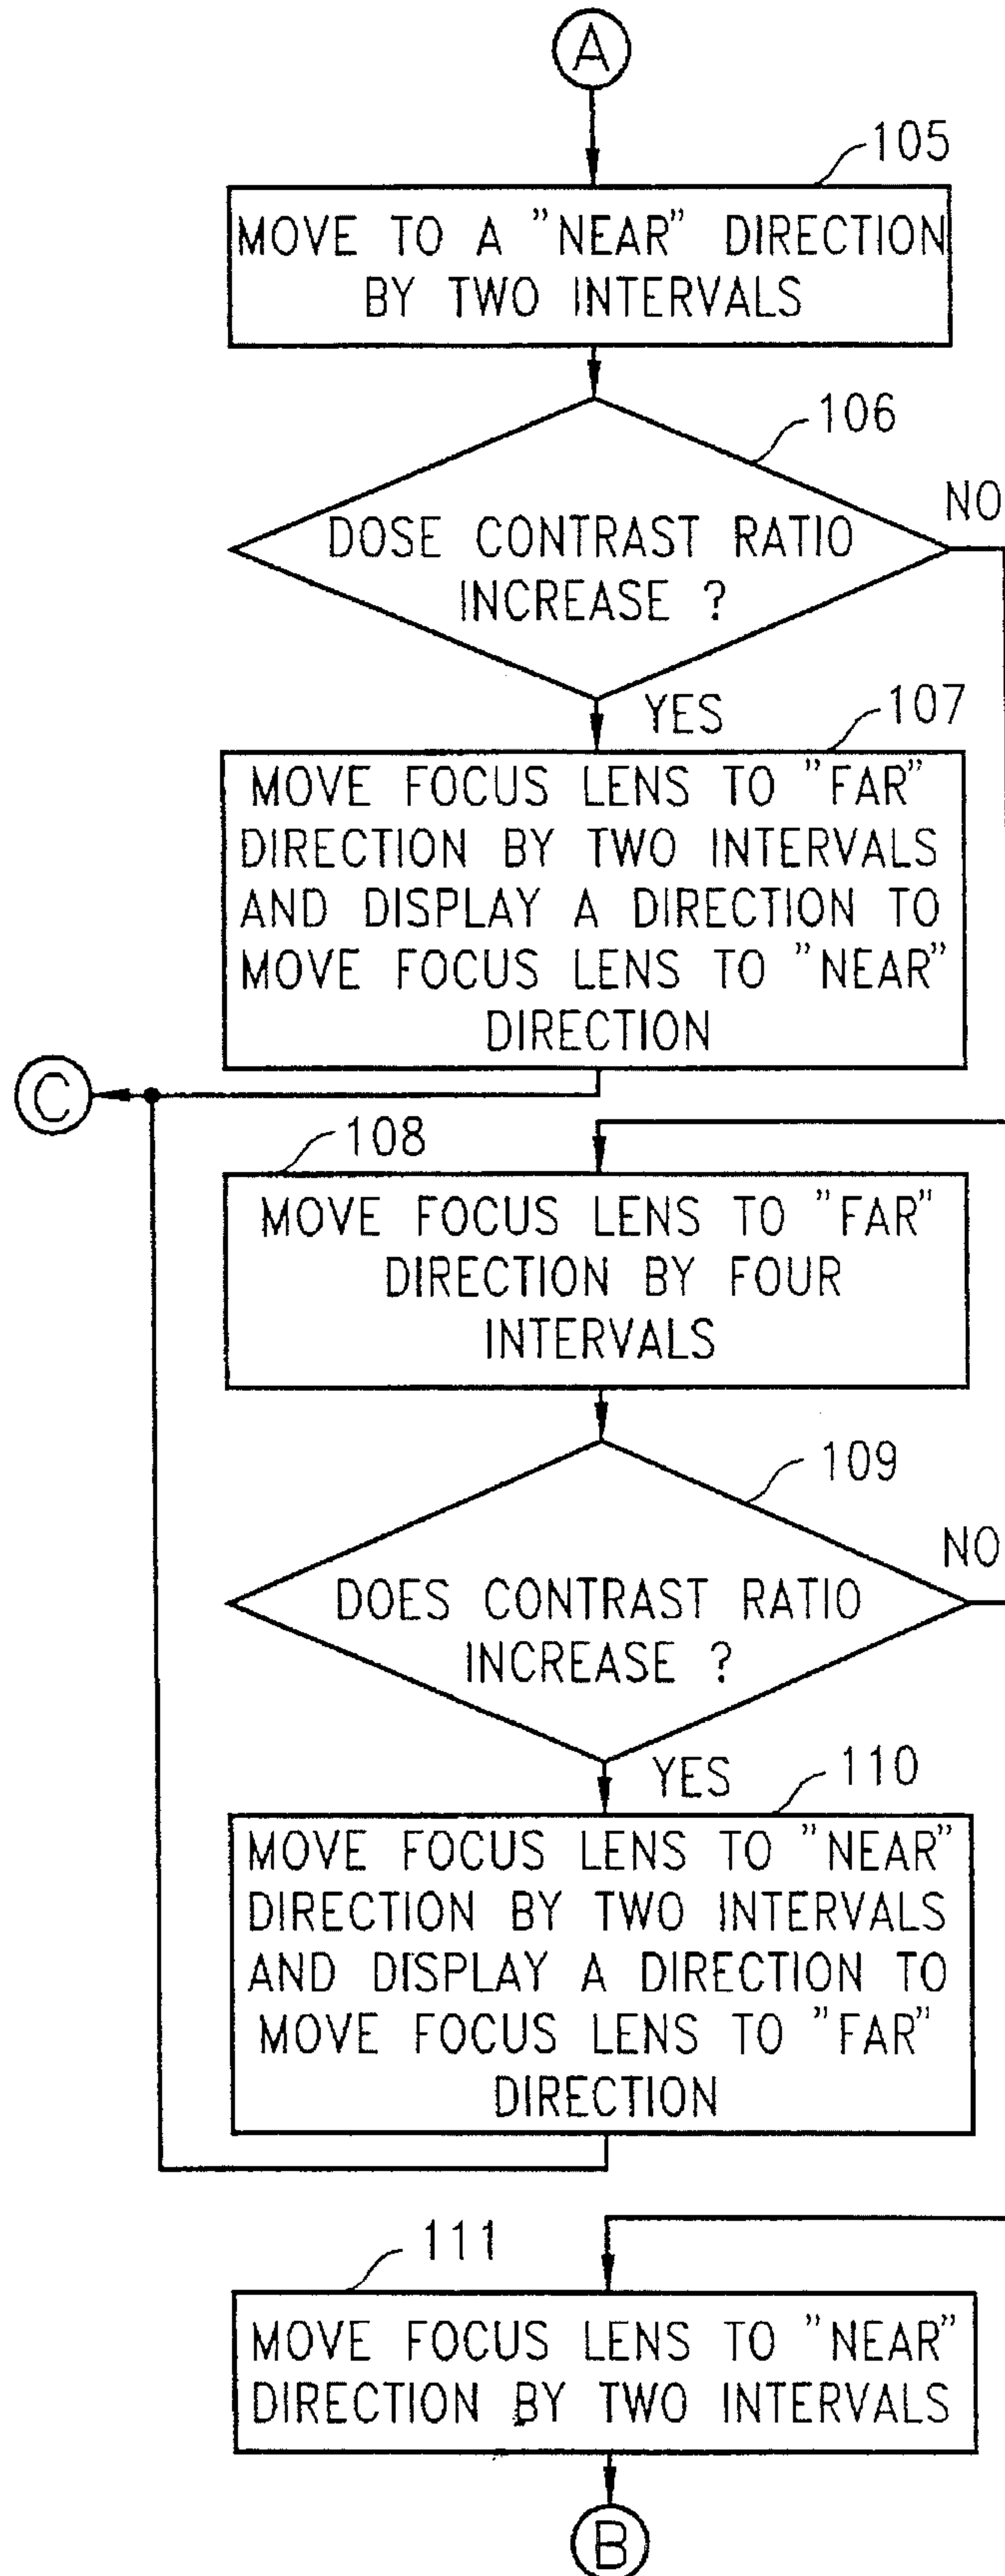 A
105
MOVE TO A "NEAR" DIRECTION
BY TWO INTERVALS
106
NO
DOSE CONTRAST RATIO
INCREASE ?
YES
107
MOVE FOCUS LENS TO "FAR"
DIRECTION BY TWO INTERVALS
AND DISPLAY A DIRECTION TO
MOVE FOCUS LENS TO "NEAR"
DIRECTION
C
108
MOVE FOCUS LENS TO "FAR"
DIRECTION BY FOUR
INTERVALS
109
NO
DOES CONTRAST RATIO
INCREASE ?
YES
110
MOVE FOCUS LENS TO "NEAR"
DIRECTION BY TWO INTERVALS
AND DISPLAY A DIRECTION TO
MOVE FOCUS LENS TO "FAR"
DIRECTION
111
MOVE FOCUS LENS TO "NEAR"
DIRECTION BY TWO INTERVALS
B